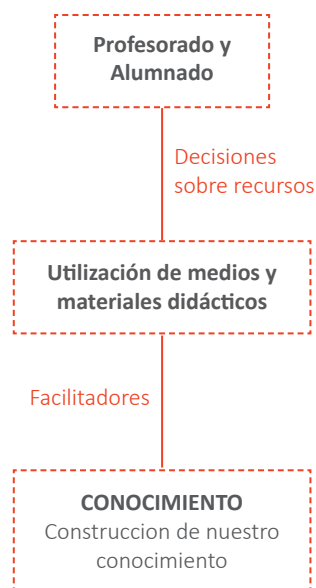 Profesorado y
Alumnado
Decisiones
sobre recursos
Utilización de medios y
materiales didácticos
Facilitadores
CONOCIMIENTO
Construccion de nuestro
conocimiento